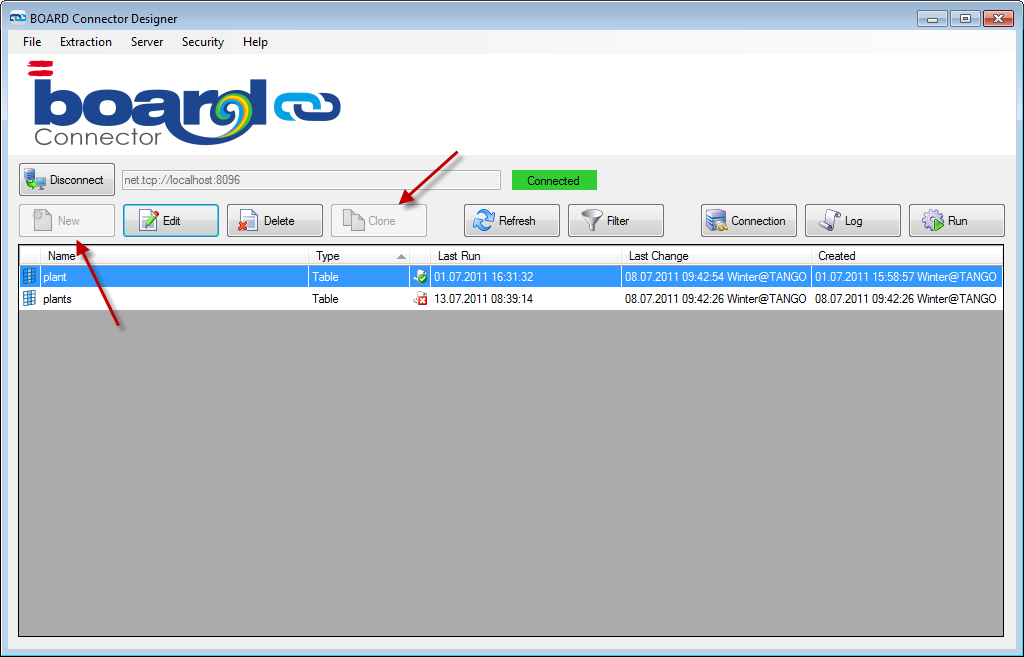 BOARD Connector Designer
File Extraction Server Security Help
board
Connector
Disconnect net.tcp://localhost:8096 Connected
New Edit Delete Clone Refresh Filter Connection Log Run
Name Type Last Run Last Change Created
plant Table 01.07.2011 16:31:32 08.07.2011 09:42:54 Winter@TANGO 01.07.2011 15:58:57 Winter@TANGO
plants Table 13.07.2011 08:39:14 08.07.2011 09:42:26 Winter@TANGO 08.07.2011 09:42:26 Winter@TANGO